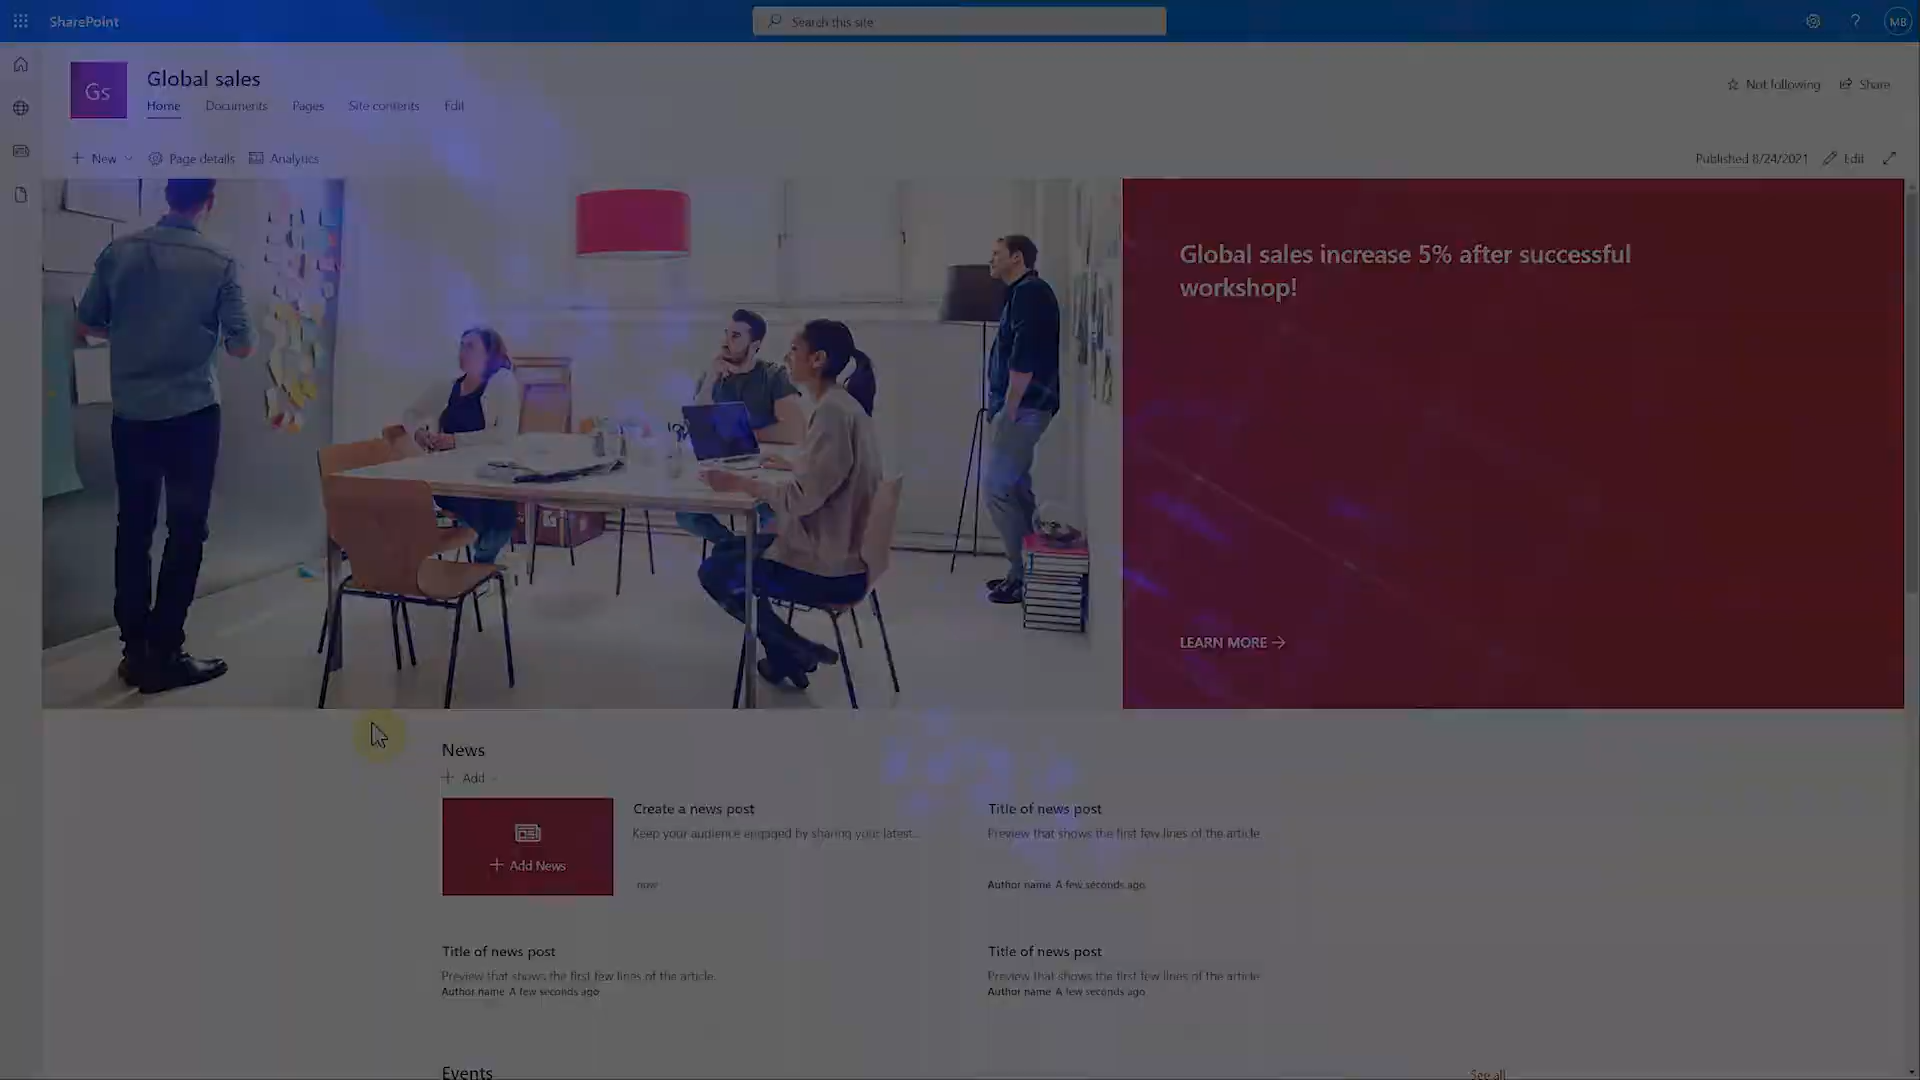 SharePoint
Search this site
?
MB
Gs
Global sales
Home
Documents
Pages
Site contents
Edit
Not following
Share
New
Page details
Analytics
Published 8/24/2021
Edit
Global sales increase 5% after successful
workshop!
LEARN MORE →
News
+ Add
+ Add News
Create a news post
Keep your audience engaged by sharing your latest...
now
Title of news post
Preview that shows the first few lines of the article.
Author name A few seconds ago
Title of news post
Preview that shows the first few lines of the article.
Author name A few seconds ago
Title of news post
Preview that shows the first few lines of the article.
Author name A few seconds ago
Events
See all